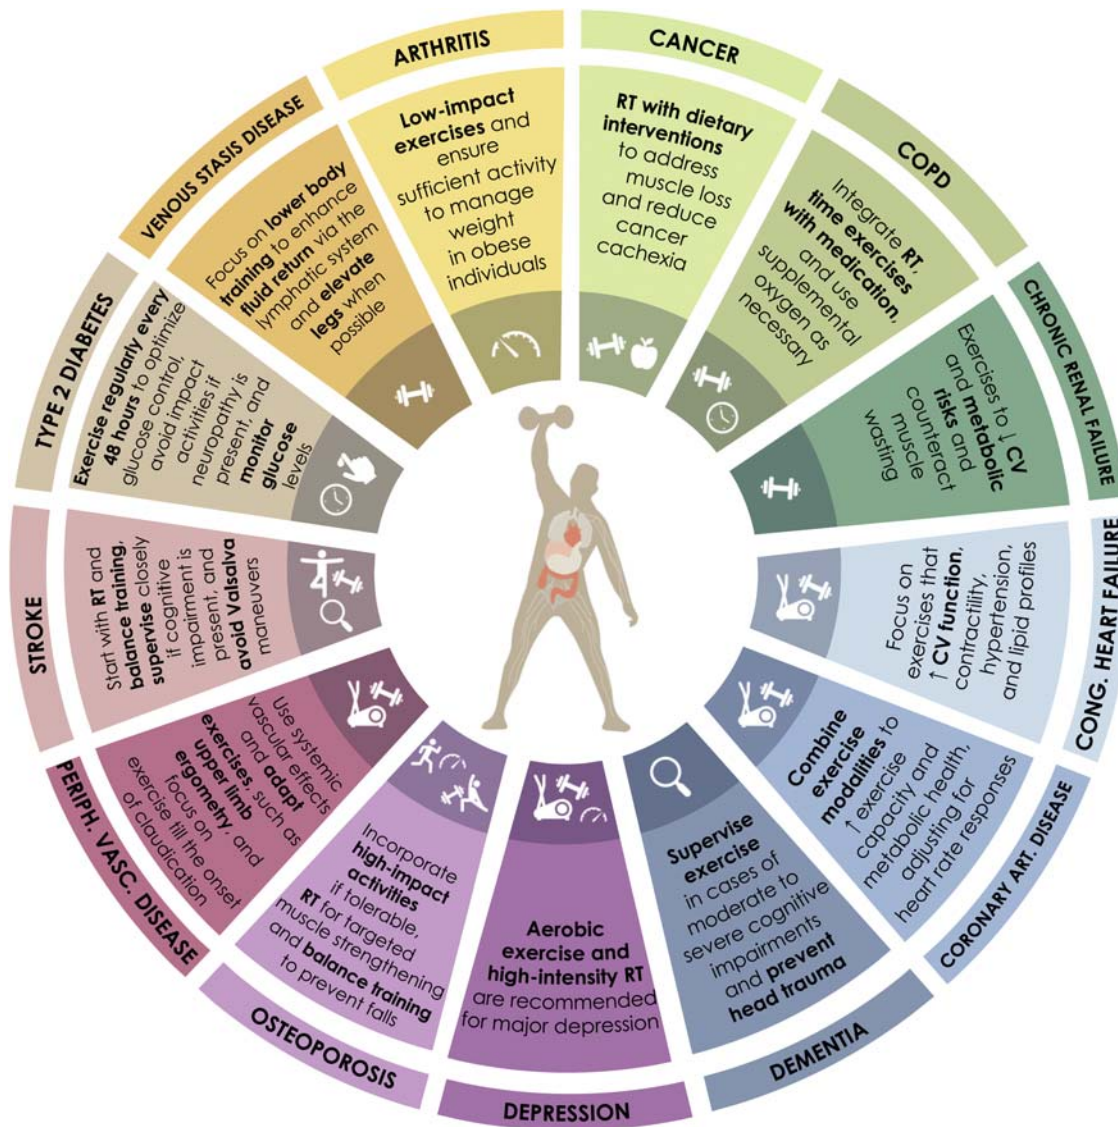 ARTHRITIS
Low-impact
exercises and
ensure
sufficient activity
to manage
weight
in obese
individuals
CANCER
RT with dietary
interventions
to address
muscle loss
and reduce
cancer
cachexia
COPD
Integrate RT,
time exercises
with medication,
and use
supplemental
oxygen as
necessary
CHRONIC RENAL FAILURE
Exercises to ↓ CV
and metabolic
risks and
counteract
muscle
wasting
CONG. HEART FAILURE
Focus on
exercises that
↑ CV function,
contractility,
hypertension,
and lipid profiles
CORONARY ART. DISEASE
Combine
exercise
modalities to
↑ exercise
capacity and
metabolic health,
adjusting for
heart rate responses
DEMENTIA
Supervise
exercise
in cases of
moderate to
severe cognitive
impairments
and prevent
head trauma
DEPRESSION
Aerobic
exercise and
high-intensity RT
are recommended
for major depression
OSTEOPOROSIS
Incorporate
high-impact
activities
if tolerable,
RT for targeted
muscle strengthening
and balance training
to prevent falls
PERIPH. VASC. DISEASE
Use systemic
vascular effects
and adapt
exercises, such as
upper limb
ergometry, and
focus on
exercise till the onset
of claudication
STROKE
Start with RT and
balance training,
supervise closely
if cognitive
impairment is
present, and
avoid Valsalva
maneuvers
TYPE 2 DIABETES
Exercise regularly every
48 hours to optimize
glucose control,
avoid impact
activities if
neuropathy is
present, and
monitor
glucose
levels
VENOUS STASIS DISEASE
Focus on lower body
training to enhance
fluid return via the
lymphatic system
and elevate
legs when
possible